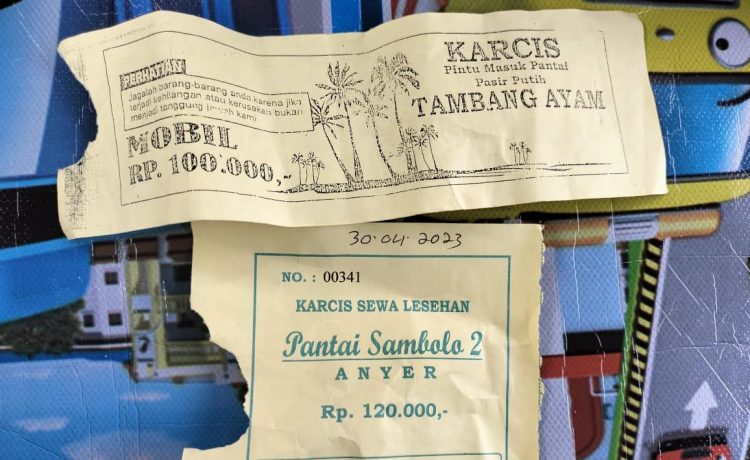 PERHATIAN
Jagalah barang-barang anda karena jika
terjadi kehilangan atau kerusakan bukan
menjadi tanggung jawab kami
MOBIL
RP. 100.000,-
KARCIS
Pintu Masuk Pantai
Pasir Putih
TAMBANG AYAM
30-04-2023
NO. : 00341
KARCIS SEWA LESEHAN
Pantai Sambolo 2
ANYER
Rp. 120.000,-